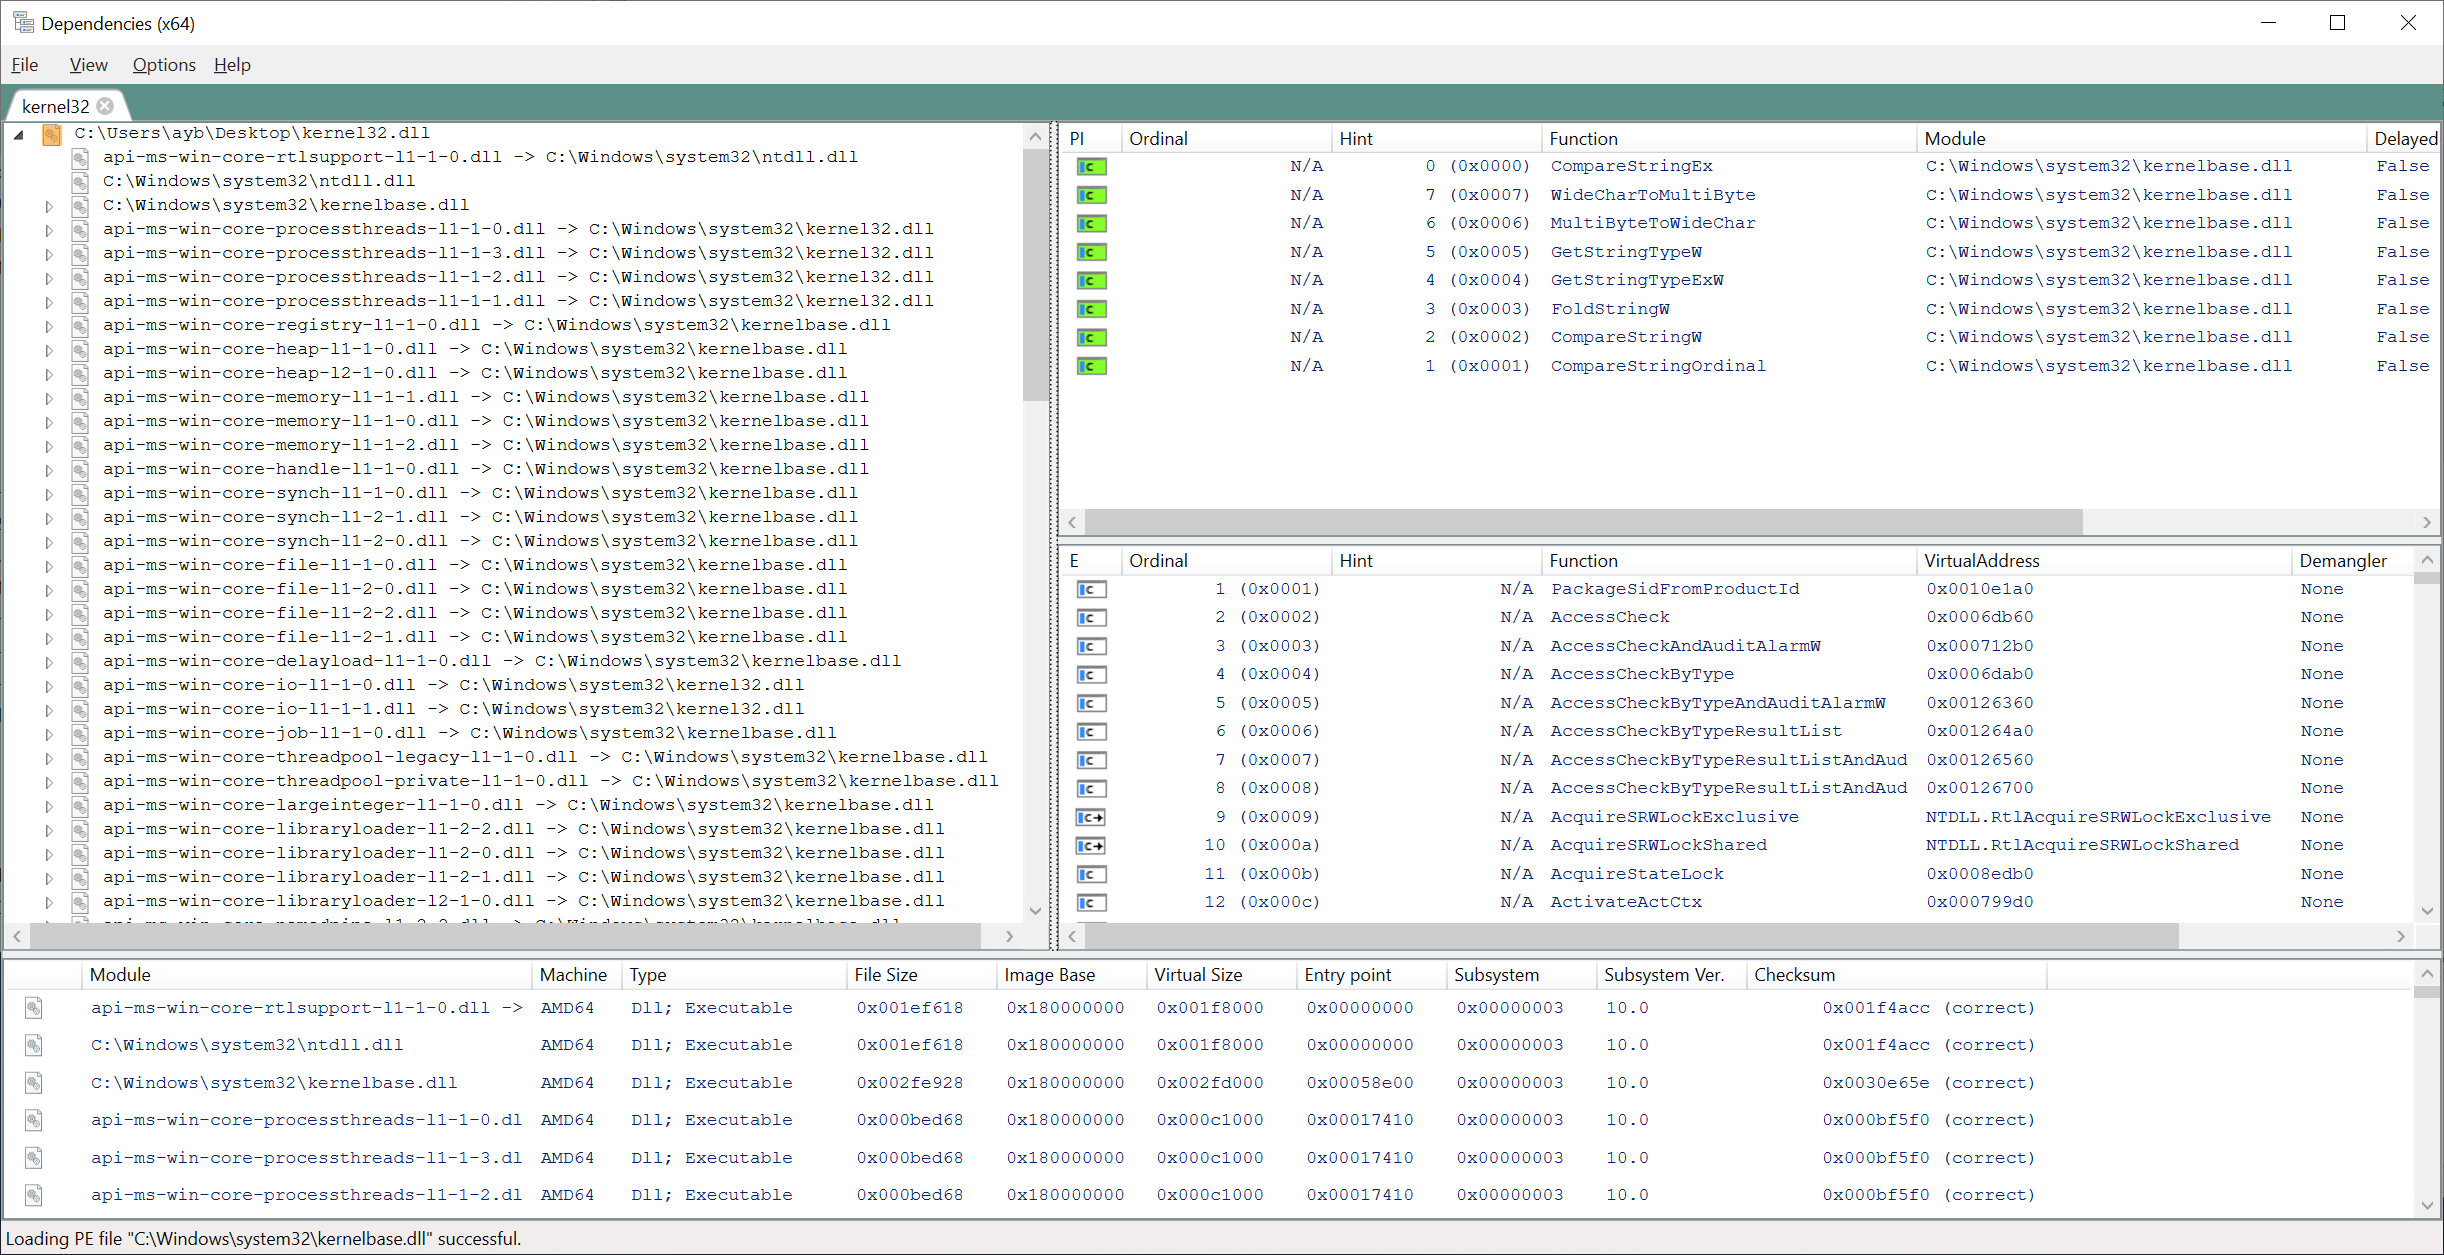 Dependencies (x64)
File View Options Help
kernel32
C:\Users\ayb\Desktop\kernel32.dll
api-ms-win-core-rtlsupport-l1-1-0.dll -> C:\Windows\system32\ntdll.dll
C:\Windows\system32\ntdll.dll
C:\Windows\system32\kernelbase.dll
api-ms-win-core-processthreads-l1-1-0.dll -> C:\Windows\system32\kernel32.dll
api-ms-win-core-processthreads-l1-1-3.dll -> C:\Windows\system32\kernel32.dll
api-ms-win-core-processthreads-l1-1-2.dll -> C:\Windows\system32\kernel32.dll
api-ms-win-core-processthreads-l1-1-1.dll -> C:\Windows\system32\kernel32.dll
api-ms-win-core-registry-l1-1-0.dll -> C:\Windows\system32\kernelbase.dll
api-ms-win-core-heap-l1-1-0.dll -> C:\Windows\system32\kernelbase.dll
api-ms-win-core-heap-l2-1-0.dll -> C:\Windows\system32\kernelbase.dll
api-ms-win-core-memory-l1-1-1.dll -> C:\Windows\system32\kernelbase.dll
api-ms-win-core-memory-l1-1-0.dll -> C:\Windows\system32\kernelbase.dll
api-ms-win-core-memory-l1-1-2.dll -> C:\Windows\system32\kernelbase.dll
api-ms-win-core-handle-l1-1-0.dll -> C:\Windows\system32\kernelbase.dll
api-ms-win-core-synch-l1-1-0.dll -> C:\Windows\system32\kernelbase.dll
api-ms-win-core-synch-l1-2-1.dll -> C:\Windows\system32\kernelbase.dll
api-ms-win-core-synch-l1-2-0.dll -> C:\Windows\system32\kernelbase.dll
api-ms-win-core-file-l1-1-0.dll -> C:\Windows\system32\kernelbase.dll
api-ms-win-core-file-l1-2-0.dll -> C:\Windows\system32\kernelbase.dll
api-ms-win-core-file-l1-2-2.dll -> C:\Windows\system32\kernelbase.dll
api-ms-win-core-file-l1-2-1.dll -> C:\Windows\system32\kernelbase.dll
api-ms-win-core-delayload-l1-1-0.dll -> C:\Windows\system32\kernelbase.dll
api-ms-win-core-io-l1-1-0.dll -> C:\Windows\system32\kernel32.dll
api-ms-win-core-io-l1-1-1.dll -> C:\Windows\system32\kernel32.dll
api-ms-win-core-job-l1-1-0.dll -> C:\Windows\system32\kernelbase.dll
api-ms-win-core-threadpool-legacy-l1-1-0.dll -> C:\Windows\system32\kernelbase.dll
api-ms-win-core-threadpool-private-l1-1-0.dll -> C:\Windows\system32\kernelbase.dll
api-ms-win-core-largeinteger-l1-1-0.dll -> C:\Windows\system32\kernelbase.dll
api-ms-win-core-libraryloader-l1-2-2.dll -> C:\Windows\system32\kernelbase.dll
api-ms-win-core-libraryloader-l1-2-0.dll -> C:\Windows\system32\kernelbase.dll
api-ms-win-core-libraryloader-l1-2-1.dll -> C:\Windows\system32\kernelbase.dll
api-ms-win-core-libraryloader-l2-1-0.dll -> C:\Windows\system32\kernelbase.dll
PI Ordinal Hint Function Module Delayed
N/A 0 (0x0000) CompareStringEx C:\Windows\system32\kernelbase.dll False
N/A 7 (0x0007) WideCharToMultiByte C:\Windows\system32\kernelbase.dll False
N/A 6 (0x0006) MultiByteToWideChar C:\Windows\system32\kernelbase.dll False
N/A 5 (0x0005) GetStringTypeW C:\Windows\system32\kernelbase.dll False
N/A 4 (0x0004) GetStringTypeExW C:\Windows\system32\kernelbase.dll False
N/A 3 (0x0003) FoldStringW C:\Windows\system32\kernelbase.dll False
N/A 2 (0x0002) CompareStringW C:\Windows\system32\kernelbase.dll False
N/A 1 (0x0001) CompareStringOrdinal C:\Windows\system32\kernelbase.dll False
E Ordinal Hint Function VirtualAddress Demangler
1 (0x0001) N/A PackageSidFromProductId 0x0010e1a0 None
2 (0x0002) N/A AccessCheck 0x0006db60 None
3 (0x0003) N/A AccessCheckAndAuditAlarmW 0x000712b0 None
4 (0x0004) N/A AccessCheckByType 0x0006dab0 None
5 (0x0005) N/A AccessCheckByTypeAndAuditAlarmW 0x00126360 None
6 (0x0006) N/A AccessCheckByTypeResultList 0x001264a0 None
7 (0x0007) N/A AccessCheckByTypeResultListAndAud 0x00126560 None
8 (0x0008) N/A AccessCheckByTypeResultListAndAud 0x00126700 None
9 (0x0009) N/A AcquireSRWLockExclusive NTDLL.RtlAcquireSRWLockExclusive None
10 (0x000a) N/A AcquireSRWLockShared NTDLL.RtlAcquireSRWLockShared None
11 (0x000b) N/A AcquireStateLock 0x0008edb0 None
12 (0x000c) N/A ActivateActCtx 0x000799d0 None
Module Machine Type File Size Image Base Virtual Size Entry point Subsystem Subsystem Ver. Checksum
api-ms-win-core-rtlsupport-l1-1-0.dll -> AMD64 Dll; Executable 0x001ef618 0x180000000 0x001f8000 0x00000000 0x00000003 10.0 0x001f4acc (correct)
C:\Windows\system32\ntdll.dll AMD64 Dll; Executable 0x001ef618 0x180000000 0x001f8000 0x00000000 0x00000003 10.0 0x001f4acc (correct)
C:\Windows\system32\kernelbase.dll AMD64 Dll; Executable 0x002fe928 0x180000000 0x002fd000 0x00058e00 0x00000003 10.0 0x0030e65e (correct)
api-ms-win-core-processthreads-l1-1-0.dl AMD64 Dll; Executable 0x000bed68 0x180000000 0x000c1000 0x00017410 0x00000003 10.0 0x000bf5f0 (correct)
api-ms-win-core-processthreads-l1-1-3.dl AMD64 Dll; Executable 0x000bed68 0x180000000 0x000c1000 0x00017410 0x00000003 10.0 0x000bf5f0 (correct)
api-ms-win-core-processthreads-l1-1-2.dl AMD64 Dll; Executable 0x000bed68 0x180000000 0x000c1000 0x00017410 0x00000003 10.0 0x000bf5f0 (correct)
Loading PE file "C:\Windows\system32\kernelbase.dll" successful.